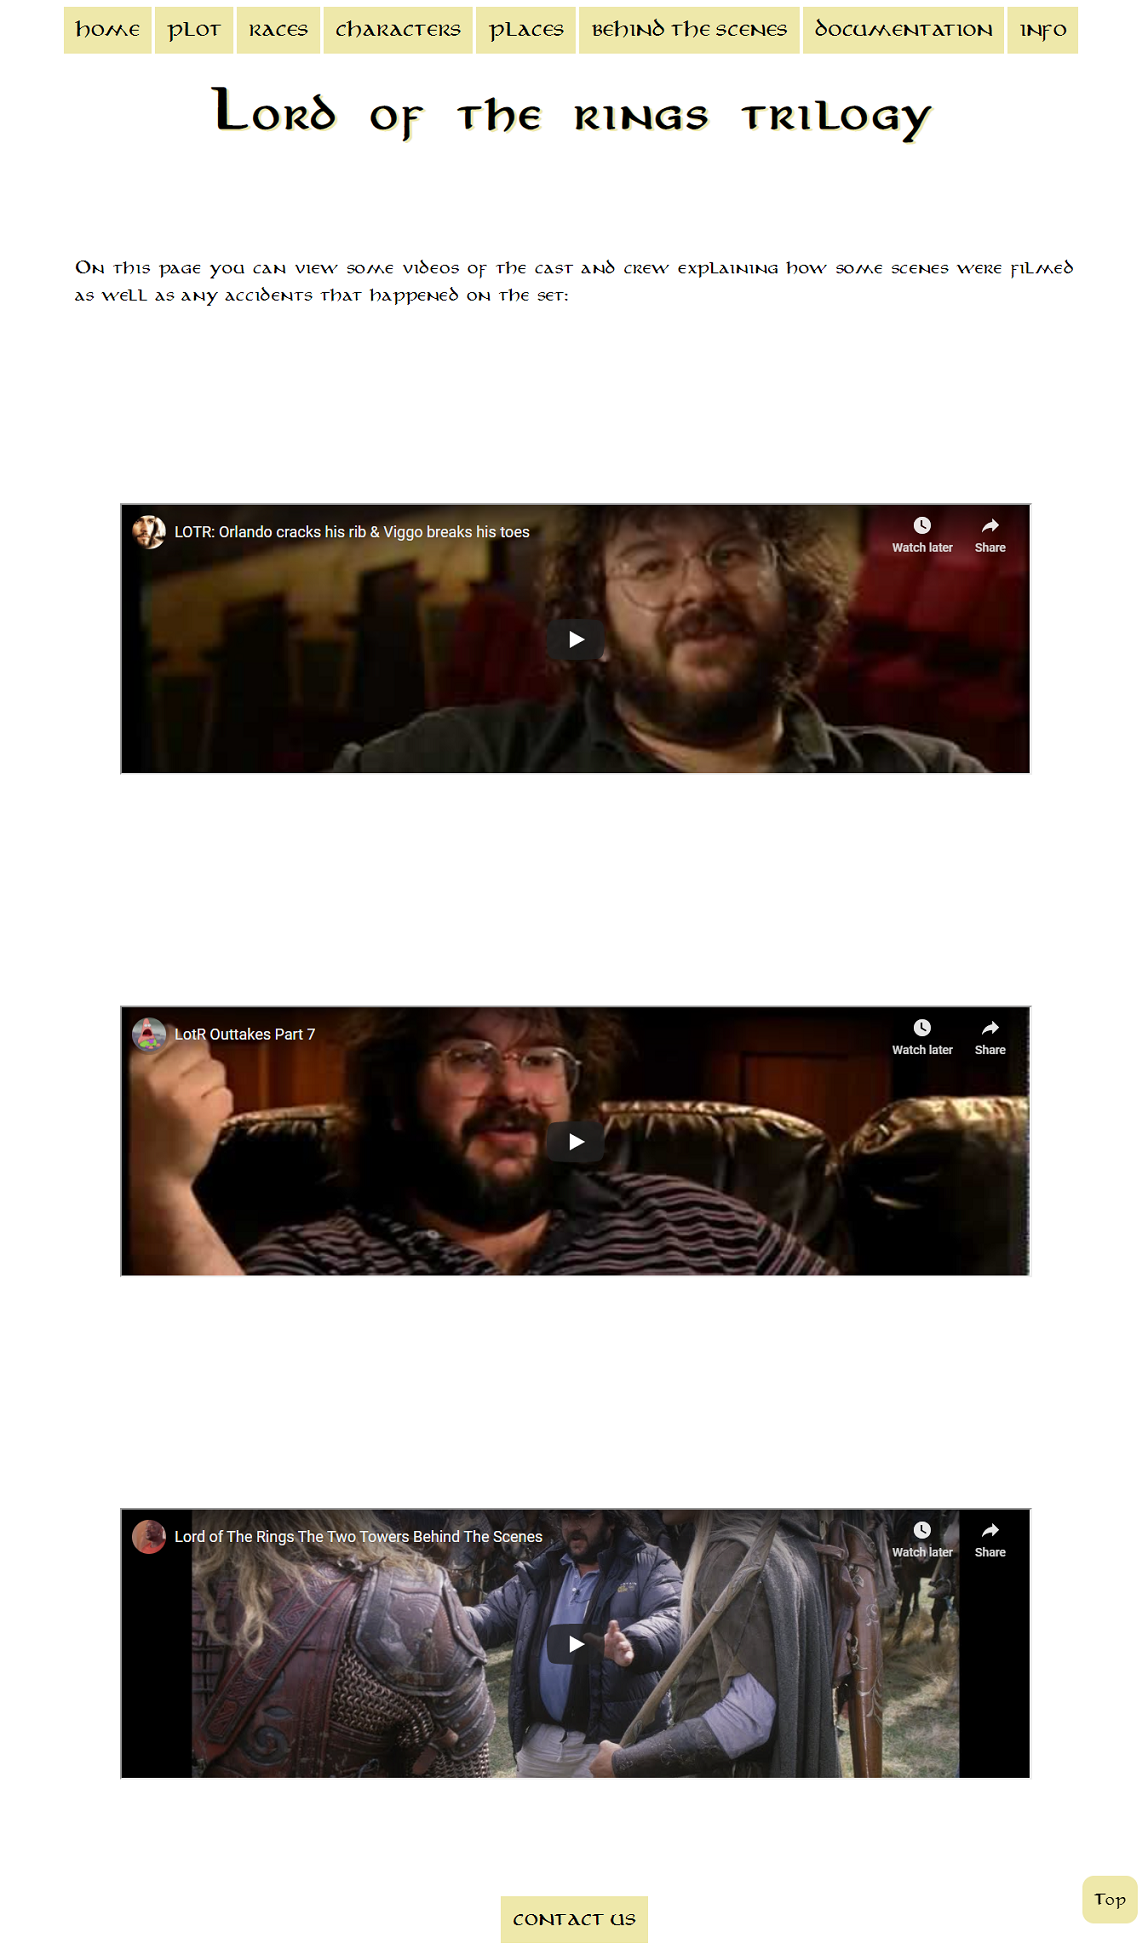 home plot races characters places behind the scenes documentation info
Lord of the rings trilogy
On this page you can view some videos of the cast and crew explaining how some scenes were filmed
as well as any accidents that happened on the set:
LOTR: Orlando cracks his rib & Viggo breaks his toes
Watch later Share
LotR Outtakes Part 7
Watch later Share
Lord of The Rings The Two Towers Behind The Scenes
Watch later Share
Top
contact us